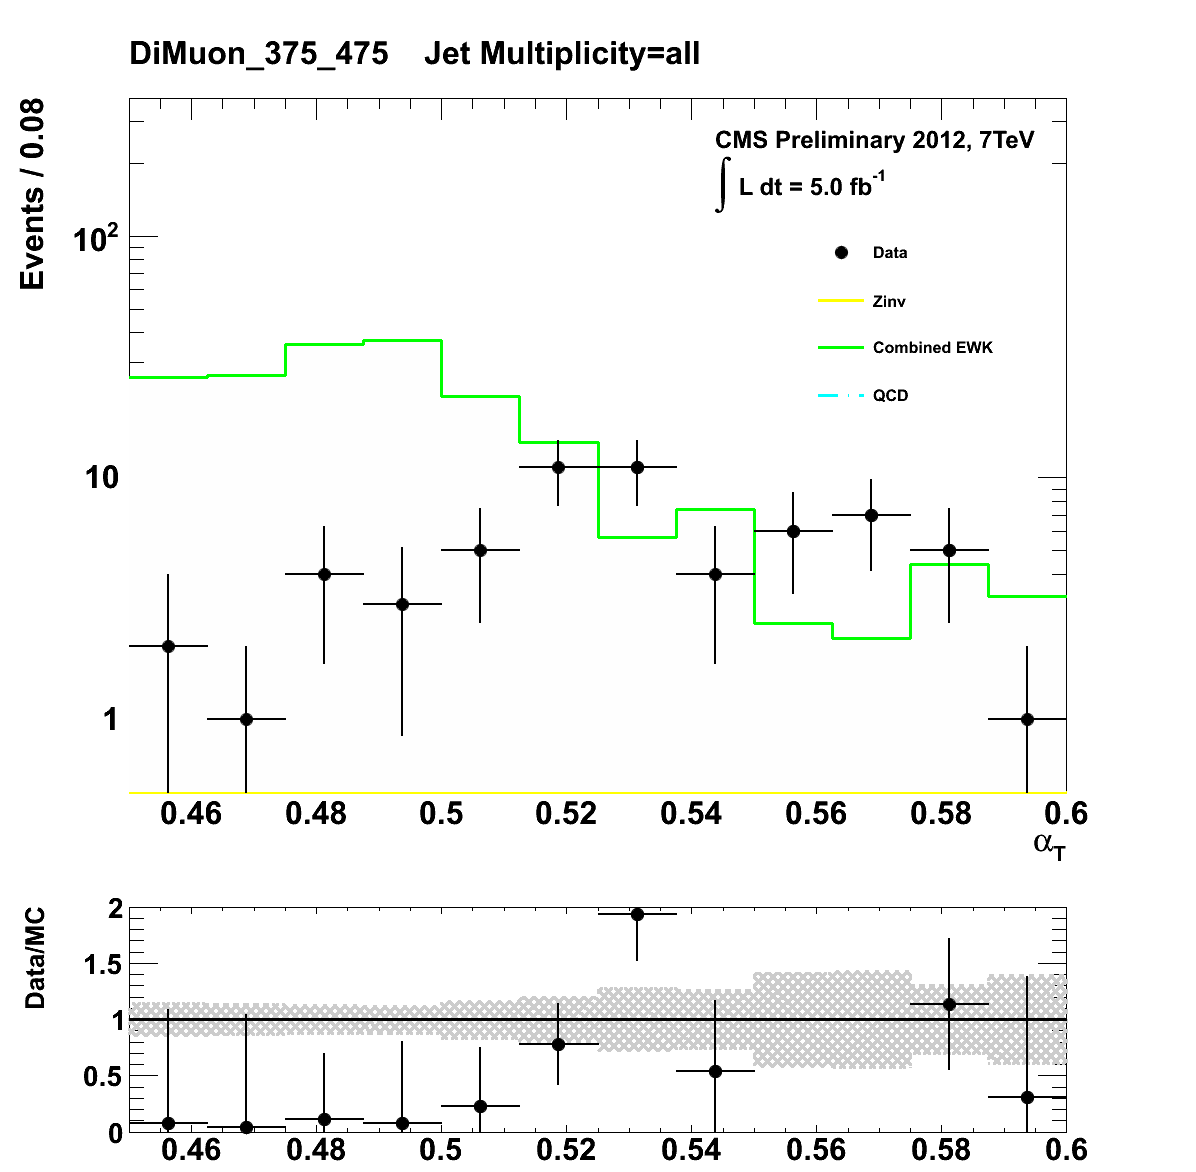 DiMuon_375_475 Jet Multiplicity=all
Events / 0.08
CMS Preliminary 2012, 7TeV
∫ L dt = 5.0 fb⁻¹
Data
Zinv
Combined EWK
QCD
10²
10
1
0.46 0.48 0.5 0.52 0.54 0.56 0.58 0.6
α_T
Data/MC
2
1.5
1
0.5
0
0.46 0.48 0.5 0.52 0.54 0.56 0.58 0.6